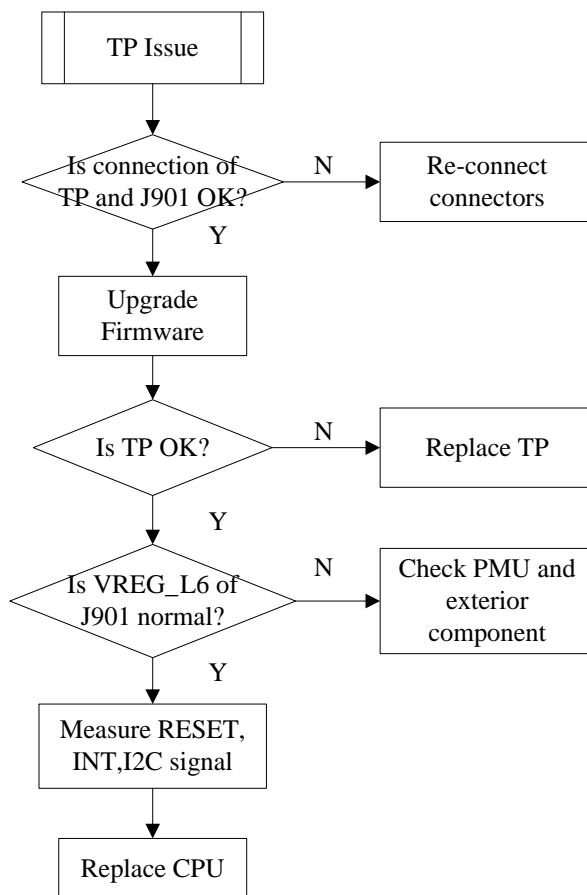 TP Issue
Is connection of
TP and J901 OK?
N
Re-connect
connectors
Y
Upgrade
Firmware
Is TP OK?
N
Replace TP
Y
Is VREG_L6 of
J901 normal?
N
Check PMU and
exterior
component
Y
Measure RESET,
INT,I2C signal
Replace CPU